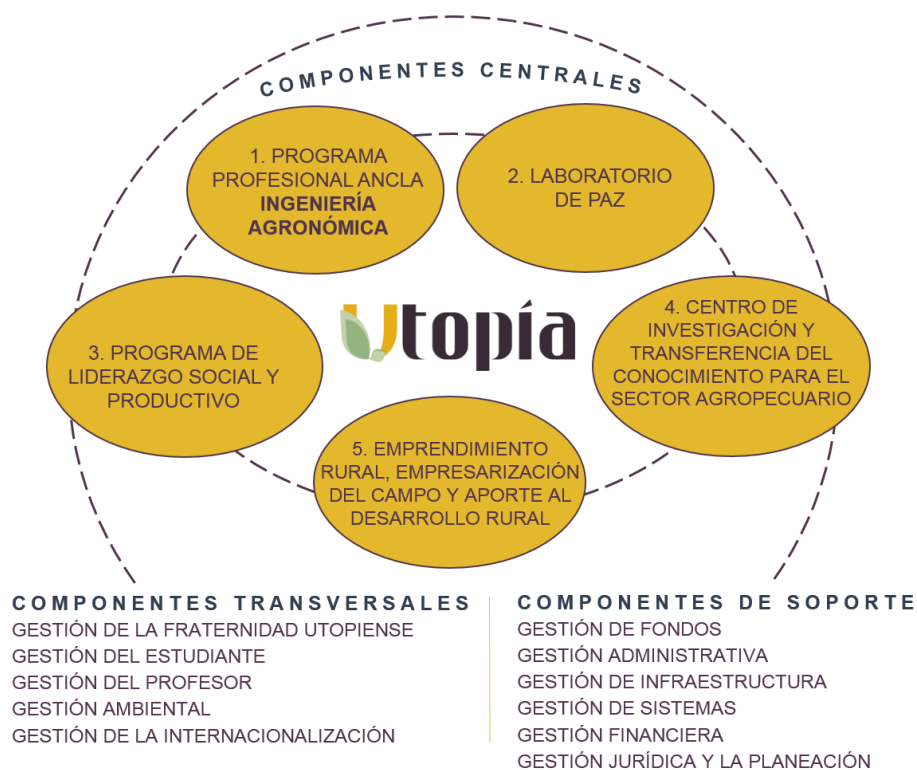 COMPONENTES CENTRALES
1. PROGRAMA
PROFESIONAL ANCLA
INGENIERÍA
AGRONÓMICA
2. LABORATORIO
DE PAZ
3. PROGRAMA DE
LIDERAZGO SOCIAL Y
PRODUCTIVO
Utopía
4. CENTRO DE
INVESTIGACIÓN Y
TRANSFERENCIA DEL
CONOCIMIENTO PARA EL
SECTOR AGROPECUARIO
5. EMPRENDIMIENTO
RURAL, EMPRESARIZACIÓN
DEL CAMPO Y APORTE AL
DESARROLLO RURAL
COMPONENTES TRANSVERSALES
GESTIÓN DE LA FRATERNIDAD UTOPIENSE
GESTIÓN DEL ESTUDIANTE
GESTIÓN DEL PROFESOR
GESTIÓN AMBIENTAL
GESTIÓN DE LA INTERNACIONALIZACIÓN
COMPONENTES DE SOPORTE
GESTIÓN DE FONDOS
GESTIÓN ADMINISTRATIVA
GESTIÓN DE INFRAESTRUCTURA
GESTIÓN DE SISTEMAS
GESTIÓN FINANCIERA
GESTIÓN JURÍDICA Y LA PLANEACIÓN